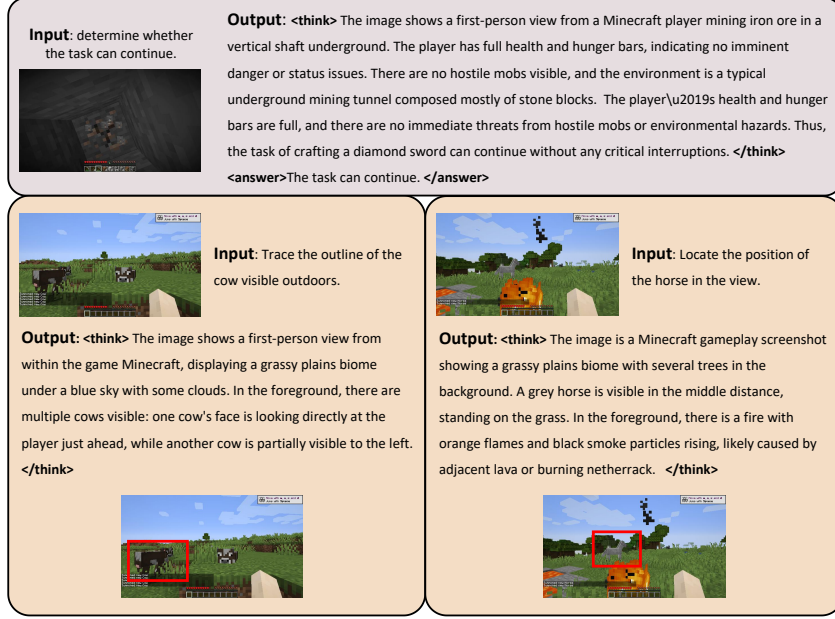 Input: determine whether
the task can continue.
Output: <think> The image shows a first-person view from a Minecraft player mining iron ore in a
vertical shaft underground. The player has full health and hunger bars, indicating no imminent
danger or status issues. There are no hostile mobs visible, and the environment is a typical
underground mining tunnel composed mostly of stone blocks.  The player\u2019s health and hunger
bars are full, and there are no immediate threats from hostile mobs or environmental hazards. Thus,
the task of crafting a diamond sword can continue without any critical interruptions. </think>
<answer>The task can continue. </answer>
Input: Trace the outline of the
cow visible outdoors.
Output: <think> The image shows a first-person view from
within the game Minecraft, displaying a grassy plains biome
under a blue sky with some clouds. In the foreground, there are
multiple cows visible: one cow's face is looking directly at the
player just ahead, while another cow is partially visible to the left.
</think>
Input: Locate the position of
the horse in the view.
Output: <think> The image is a Minecraft gameplay screenshot
showing a grassy plains biome with several trees in the
background. A grey horse is visible in the middle distance,
standing on the grass. In the foreground, there is a fire with
orange flames and black smoke particles rising, likely caused by
adjacent lava or burning netherrack.  </think>